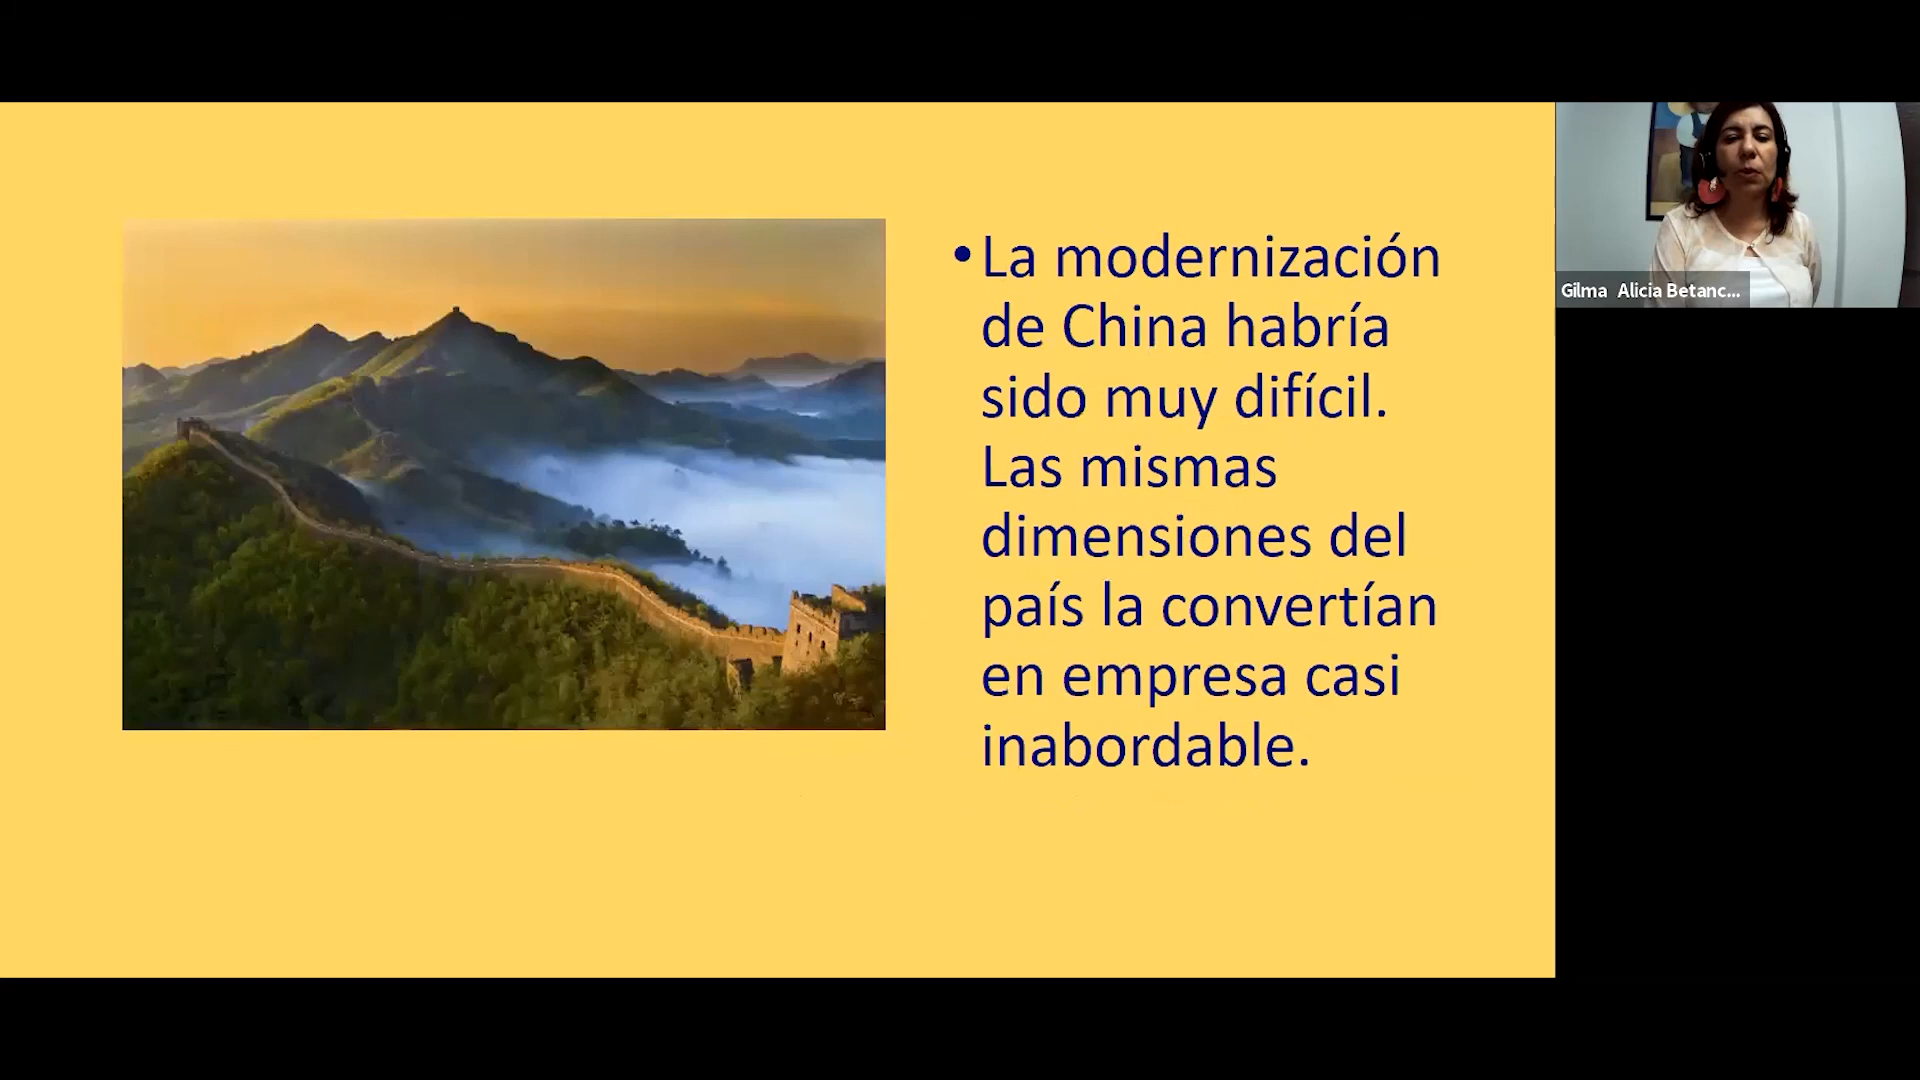 • La modernización
de China habría
sido muy difícil.
Las mismas
dimensiones del
país la convertían
en empresa casi
inabordable.
Gilma Alicia Betanc...